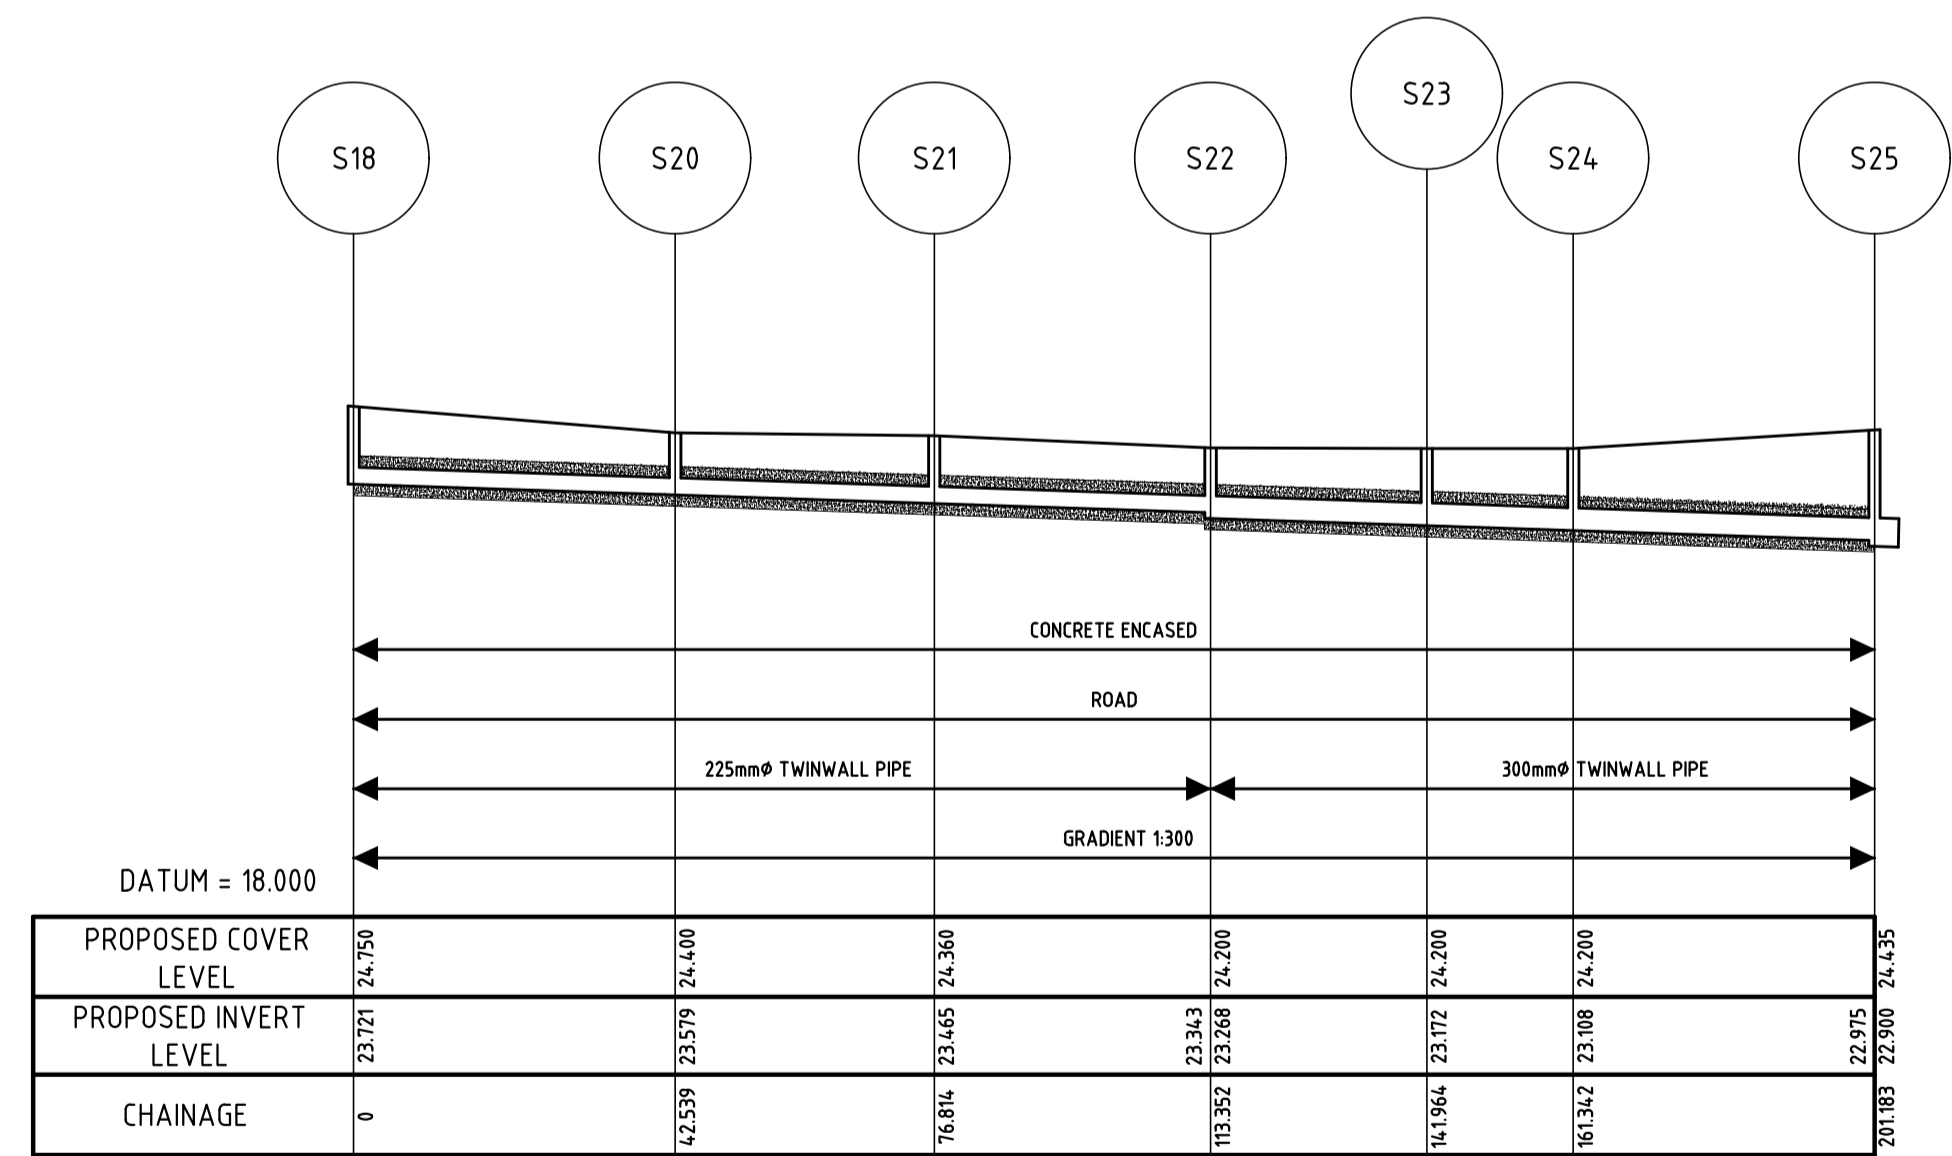 S23
S18
S20
S21
S22
S24
S25
CONCRETE ENCASED
ROAD
225mmø TWINWALL PIPE
300mmø TWINWALL PIPE
GRADIENT 1:300
DATUM = 18.000
PROPOSED COVER
LEVEL
24.750
24.400
24.360
24.200
24.200
24.200
24.435
PROPOSED INVERT
LEVEL
23.721
23.579
23.465
23.343
23.268
23.172
23.108
22.975
22.900
CHAINAGE
0
42.539
76.814
113.352
141.964
161.342
201.183